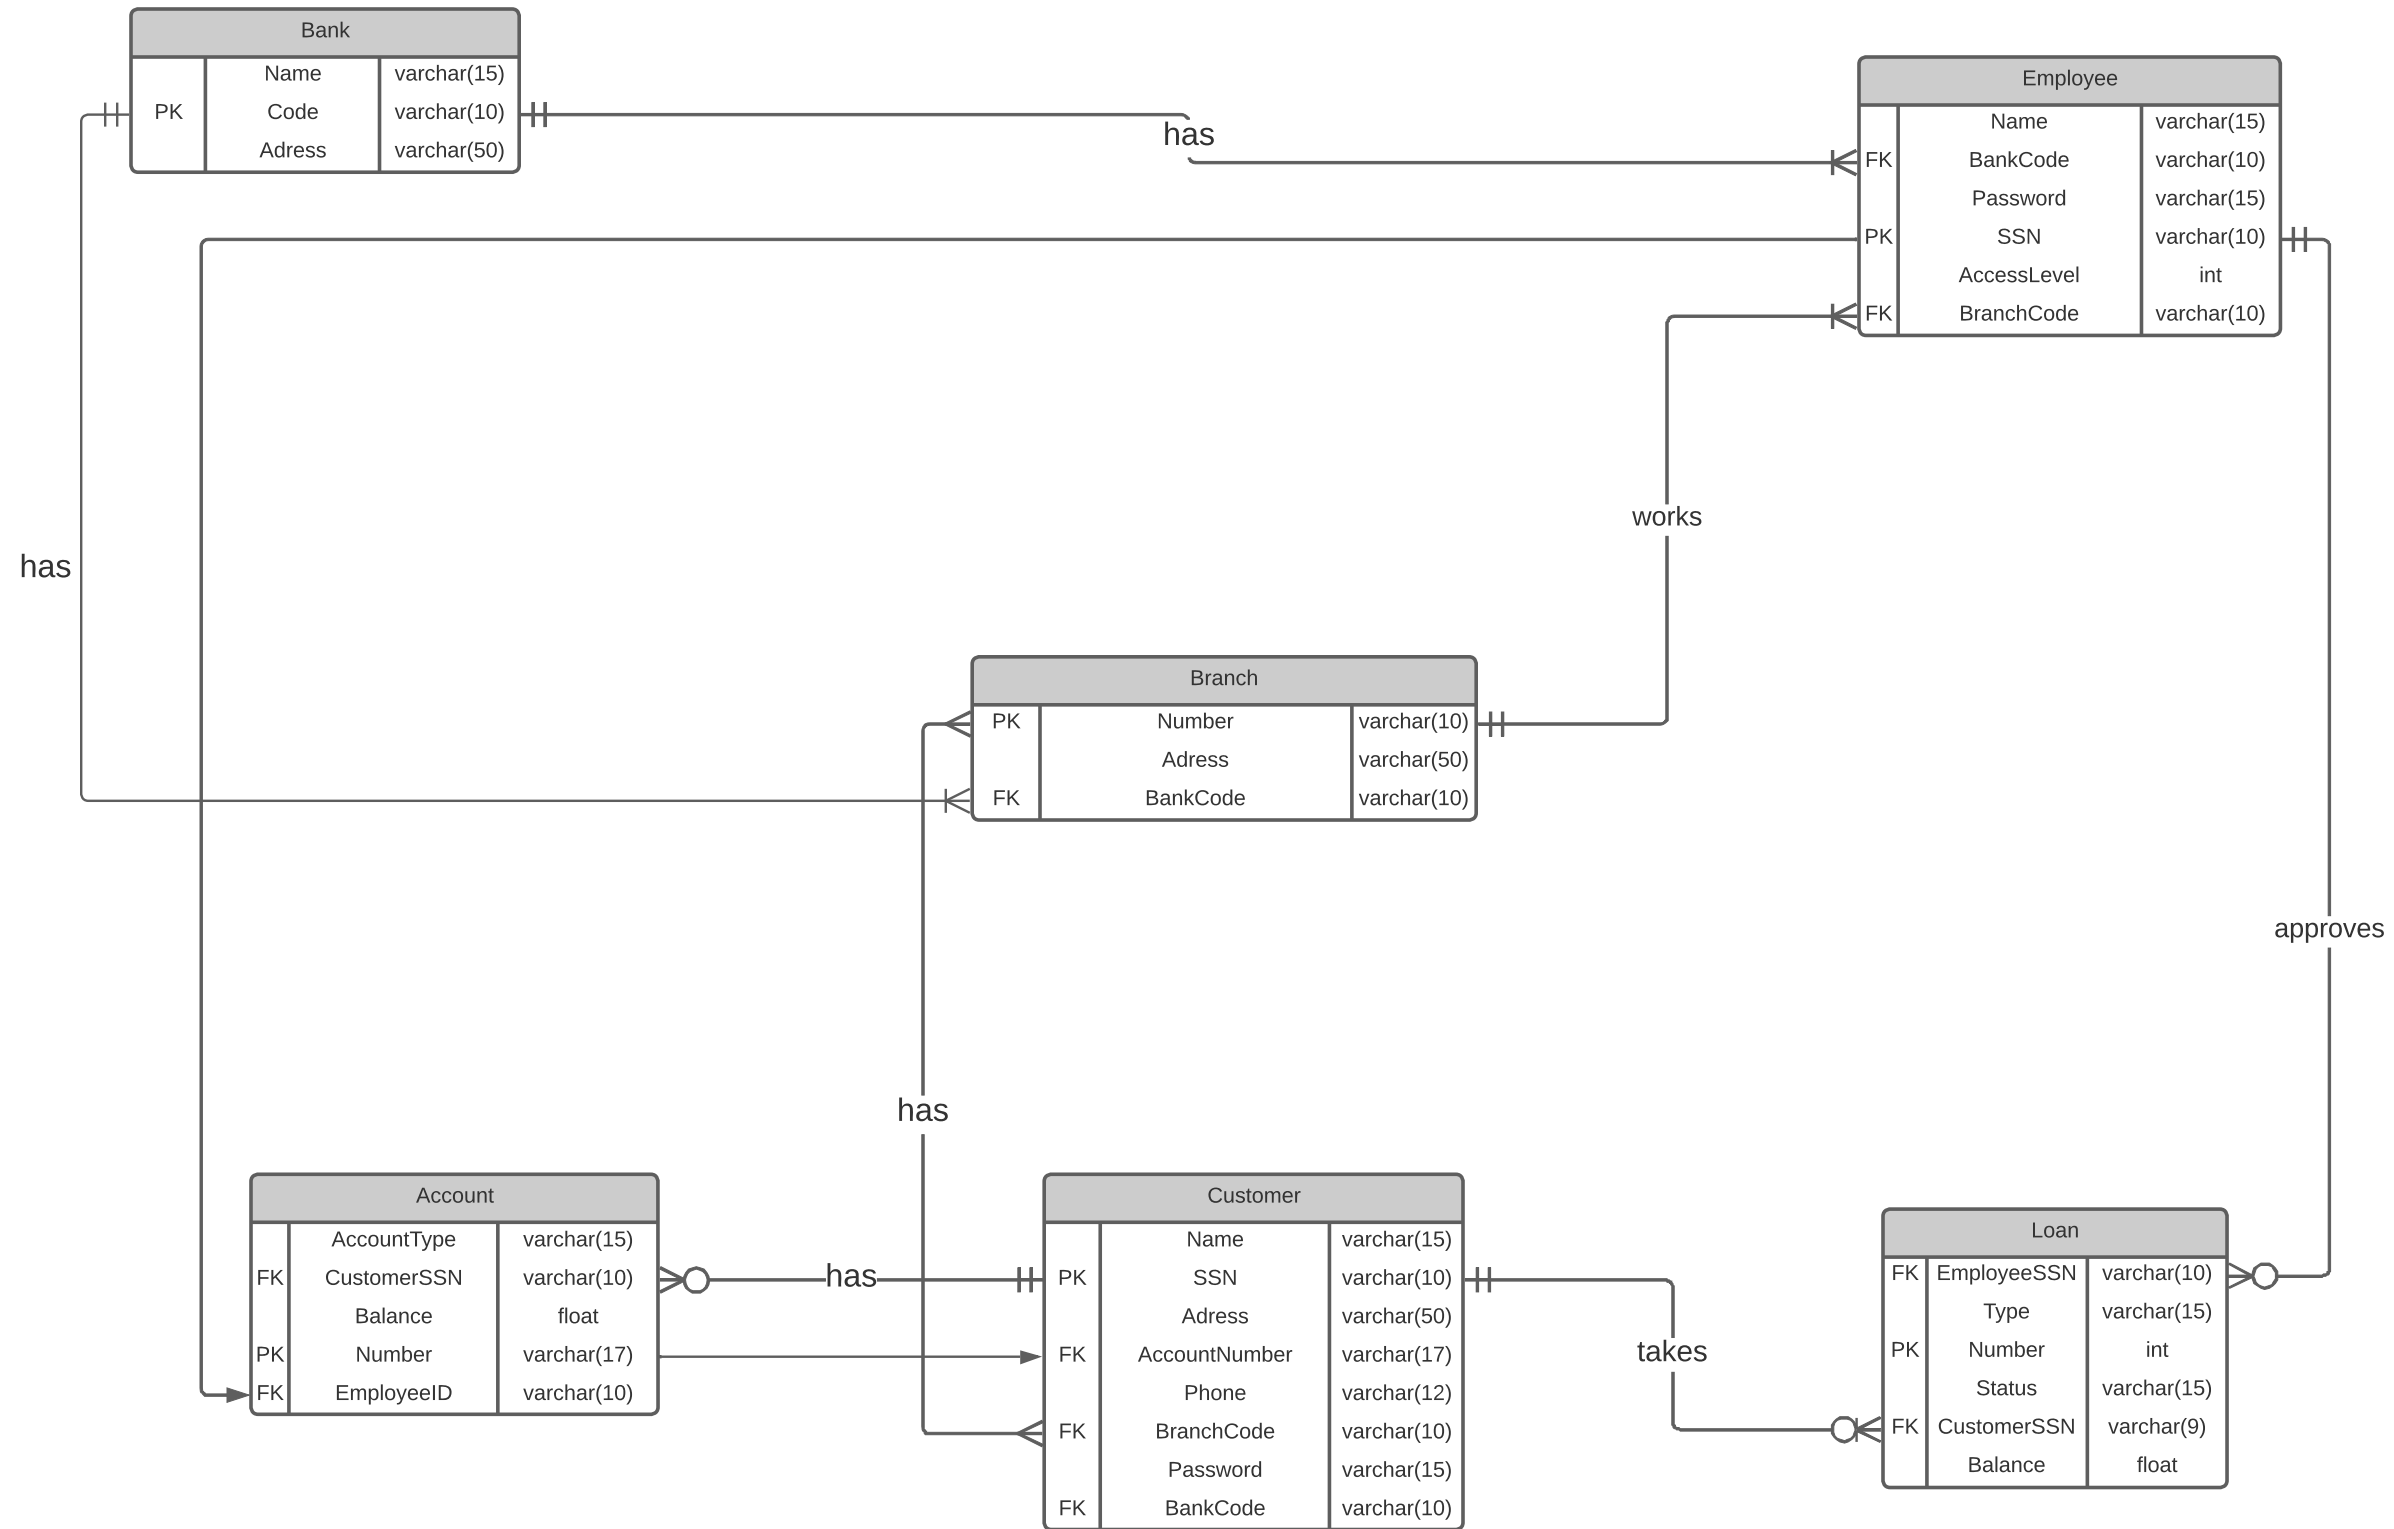 Bank
Name varchar(15)
PK Code varchar(10)
Adress varchar(50)
has
Employee
Name varchar(15)
FK BankCode varchar(10)
Password varchar(15)
PK SSN varchar(10)
AccessLevel int
FK BranchCode varchar(10)
works
has
Branch
PK Number varchar(10)
Adress varchar(50)
FK BankCode varchar(10)
approves
has
Account
AccountType varchar(15)
FK CustomerSSN varchar(10)
Balance float
PK Number varchar(17)
FK EmployeeID varchar(10)
has
Customer
Name varchar(15)
PK SSN varchar(10)
Adress varchar(50)
FK AccountNumber varchar(17)
Phone varchar(12)
FK BranchCode varchar(10)
Password varchar(15)
FK BankCode varchar(10)
takes
Loan
FK EmployeeSSN varchar(10)
Type varchar(15)
PK Number int
Status varchar(15)
FK CustomerSSN varchar(9)
Balance float